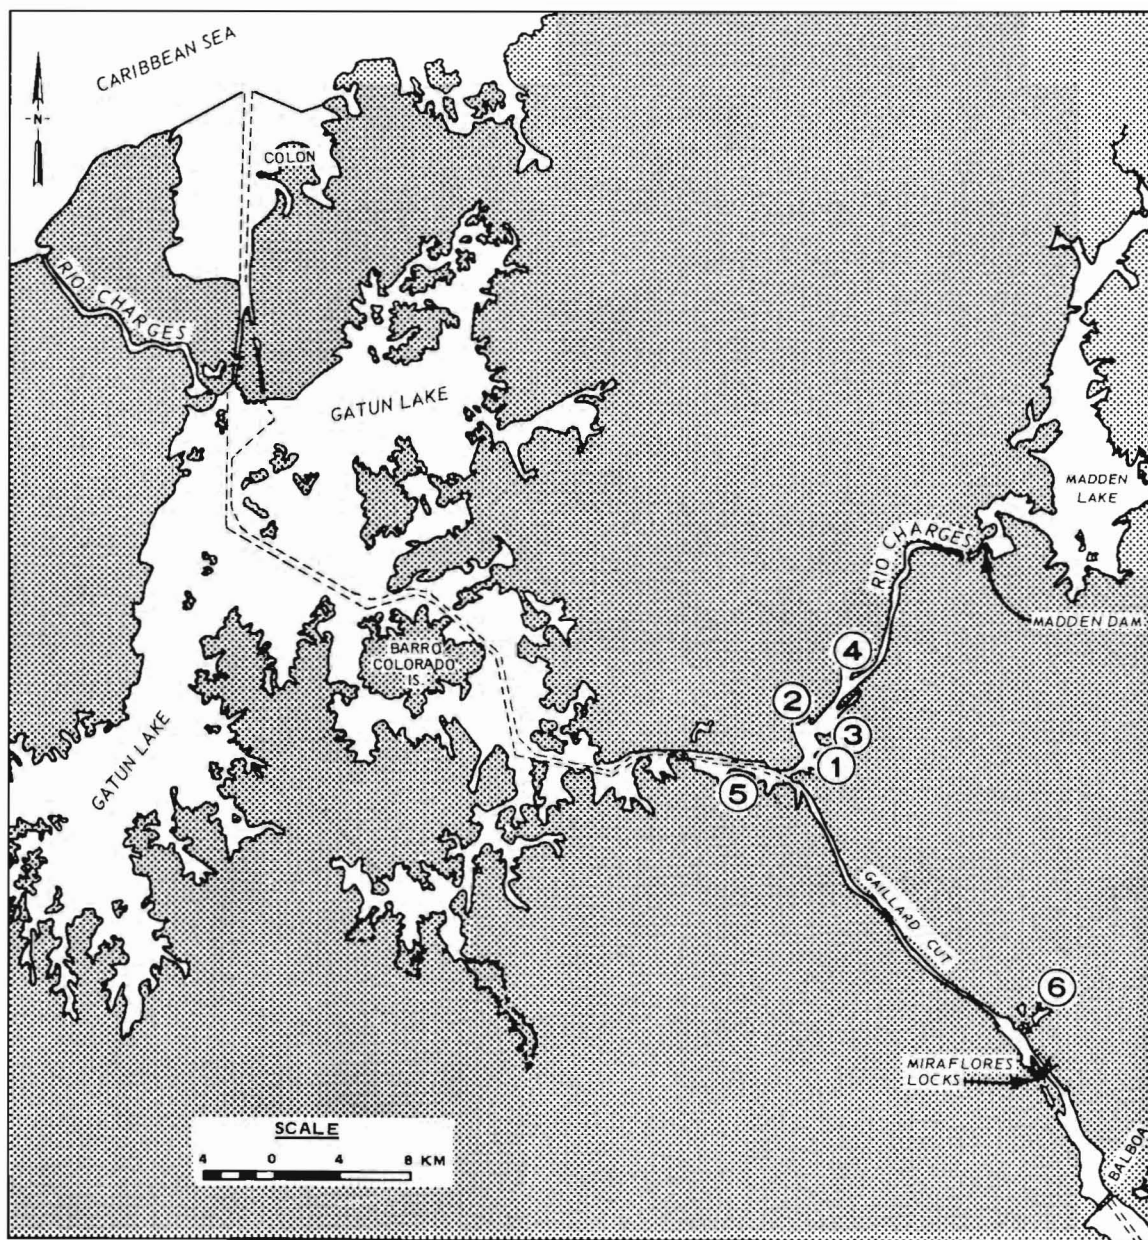 CARIBBEAN SEA
N
COLON
RIO CHARGES
GATUN LAKE
MADDEN
LAKE
RIO CHARGES
MADDEN DAM
BARRO
COLORADO
IS.
4
2
3
1
5
GATUN LAKE
GAILLARD CUT
6
MIRAFLORES
LOCKS
BALBOA
SCALE
4 0 4 8 KM